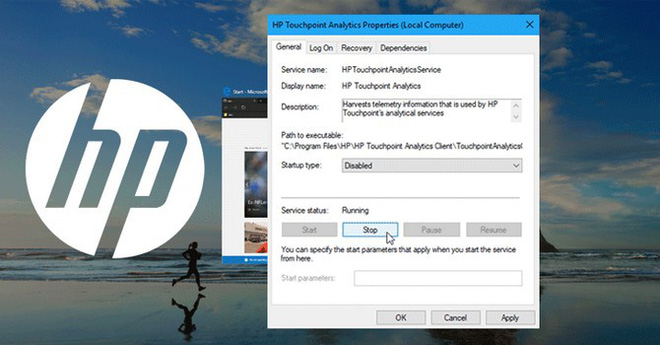 hp
Start - Microsoft
HP Touchpoint Analytics Properties (Local Computer)
General Log On Recovery Dependencies
Service name: HPTouchpointAnalyticsService
Display name: HP Touchpoint Analytics
Description: Harvests telemetry information that is used by HP
Touchpoint's analytical services
Path to executable:
"C:\Program Files\HP\HP Touchpoint Analytics Client\TouchpointAnalyticsC
Startup type: Disabled
Service status: Running
Start Stop Pause Resume
You can specify the start parameters that apply when you start the service
from here.
Start parameters:
OK Cancel Apply